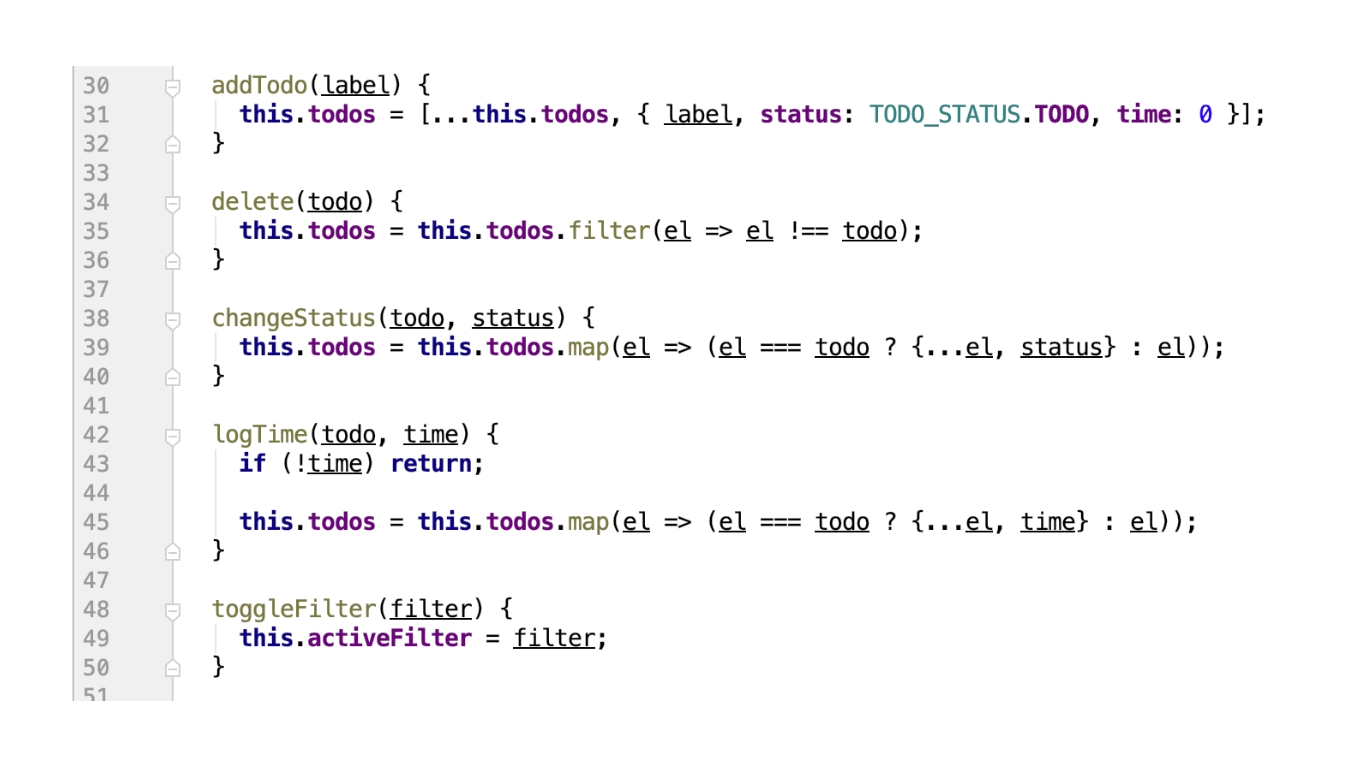 30 addTodo(label) {
31 this.todos = [...this.todos, { label, status: TODO_STATUS.TODO, time: 0 }];
32 }
33
34 delete(todo) {
35 this.todos = this.todos.filter(el => el !== todo);
36 }
37
38 changeStatus(todo, status) {
39 this.todos = this.todos.map(el => (el === todo ? {...el, status} : el));
40 }
41
42 logTime(todo, time) {
43 if (!time) return;
44
45 this.todos = this.todos.map(el => (el === todo ? {...el, time} : el));
46 }
47
48 toggleFilter(filter) {
49 this.activeFilter = filter;
50 }
51